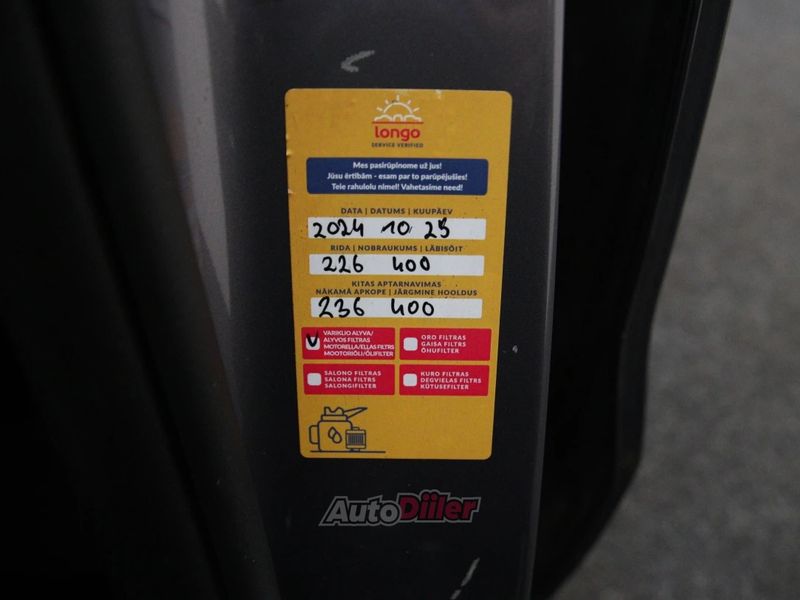 longo
SERVICE VERIFIED
Mes pasirūpinome už jus!
Jūsu ērtībām - esam par to parūpējušies!
Teie rahuloiu nimel! Vahetasime need!
DATA | DATUMS | KUUPÄEV
2024 10 25
RIDA | NOBRAUKUMS | LÄBISÕIT
226 400
KITAS APTARNAVIMAS
NĀKAMĀ APKOPE | JÄRGMINE HOOLDUS
236 400
V
VARIKLIO ALYVA/
ALYVOS FILTRAS
MOTOREĻĻA/EĻĻAS FILTRS
MOOTORIÕLI/ÕLIFILTER
ORO FILTRAS
GAISA FILTRS
ÕHUFILTER
SALONO FILTRAS
SALONA FILTRS
SALONGIFILTER
KURO FILTRAS
DEGVIELAS FILTRS
KÜTUSEFILTER
AutoDiiler